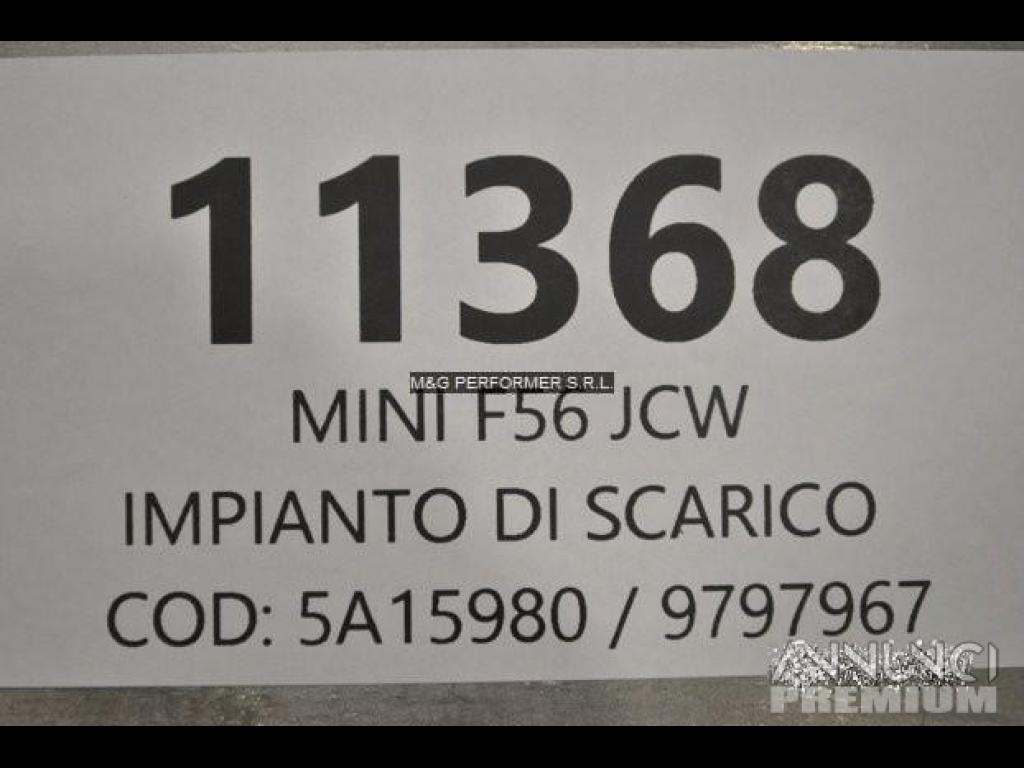 11368
M&G PERFORMER S.R.L.
MINI F56 JCW
IMPIANTO DI SCARICO
COD: 5A15980 / 9797967
ANNUNCI
PREMIUM